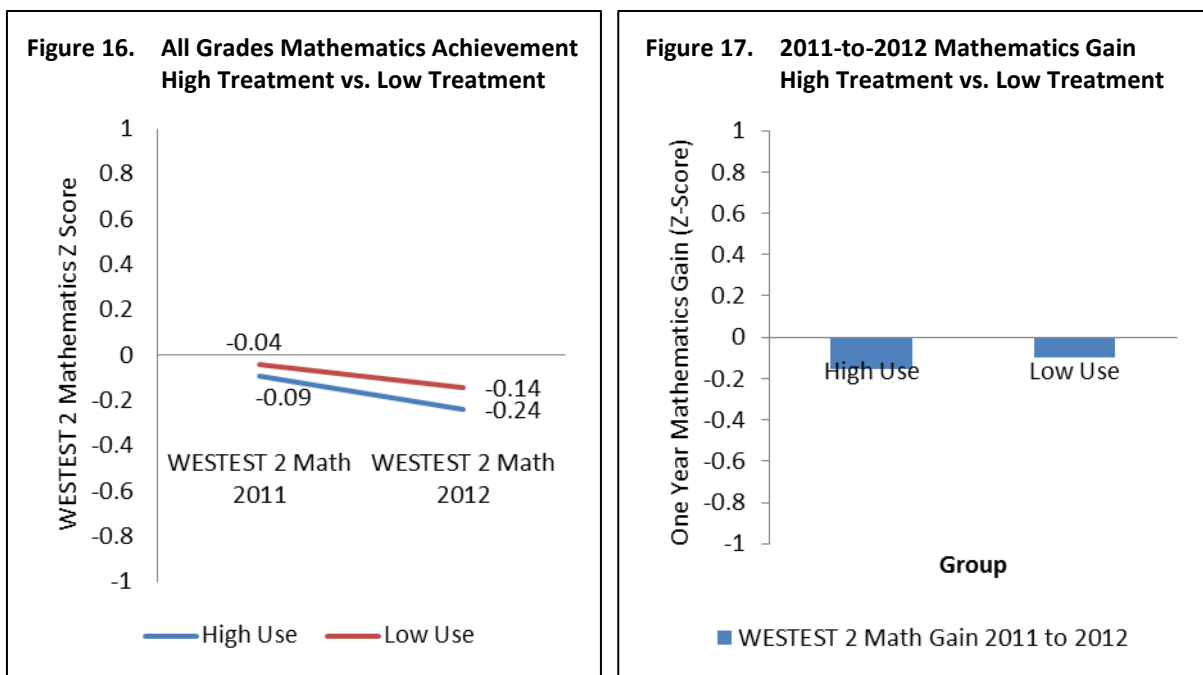 Figure 16. All Grades Mathematics Achievement
High Treatment vs. Low Treatment
WESTEST 2 Mathematics Z Score
1
0.8
0.6
0.4
0.2
0
-0.2
-0.4
-0.6
-0.8
-1
-0.04
-0.09
-0.14
-0.24
WESTEST 2 Math
2011
WESTEST 2 Math
2012
High Use
Low Use
Figure 17. 2011-to-2012 Mathematics Gain
High Treatment vs. Low Treatment
One Year Mathematics Gain (Z-Score)
1
0.8
0.6
0.4
0.2
0
-0.2
-0.4
-0.6
-0.8
-1
High Use
Low Use
Group
WESTEST 2 Math Gain 2011 to 2012